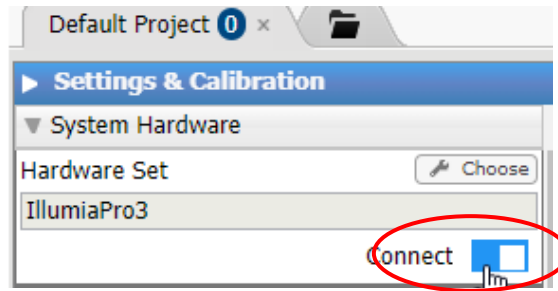 Default Project 0 ×
Settings & Calibration
System Hardware
Hardware Set Choose
IllumiaPro3
Connect